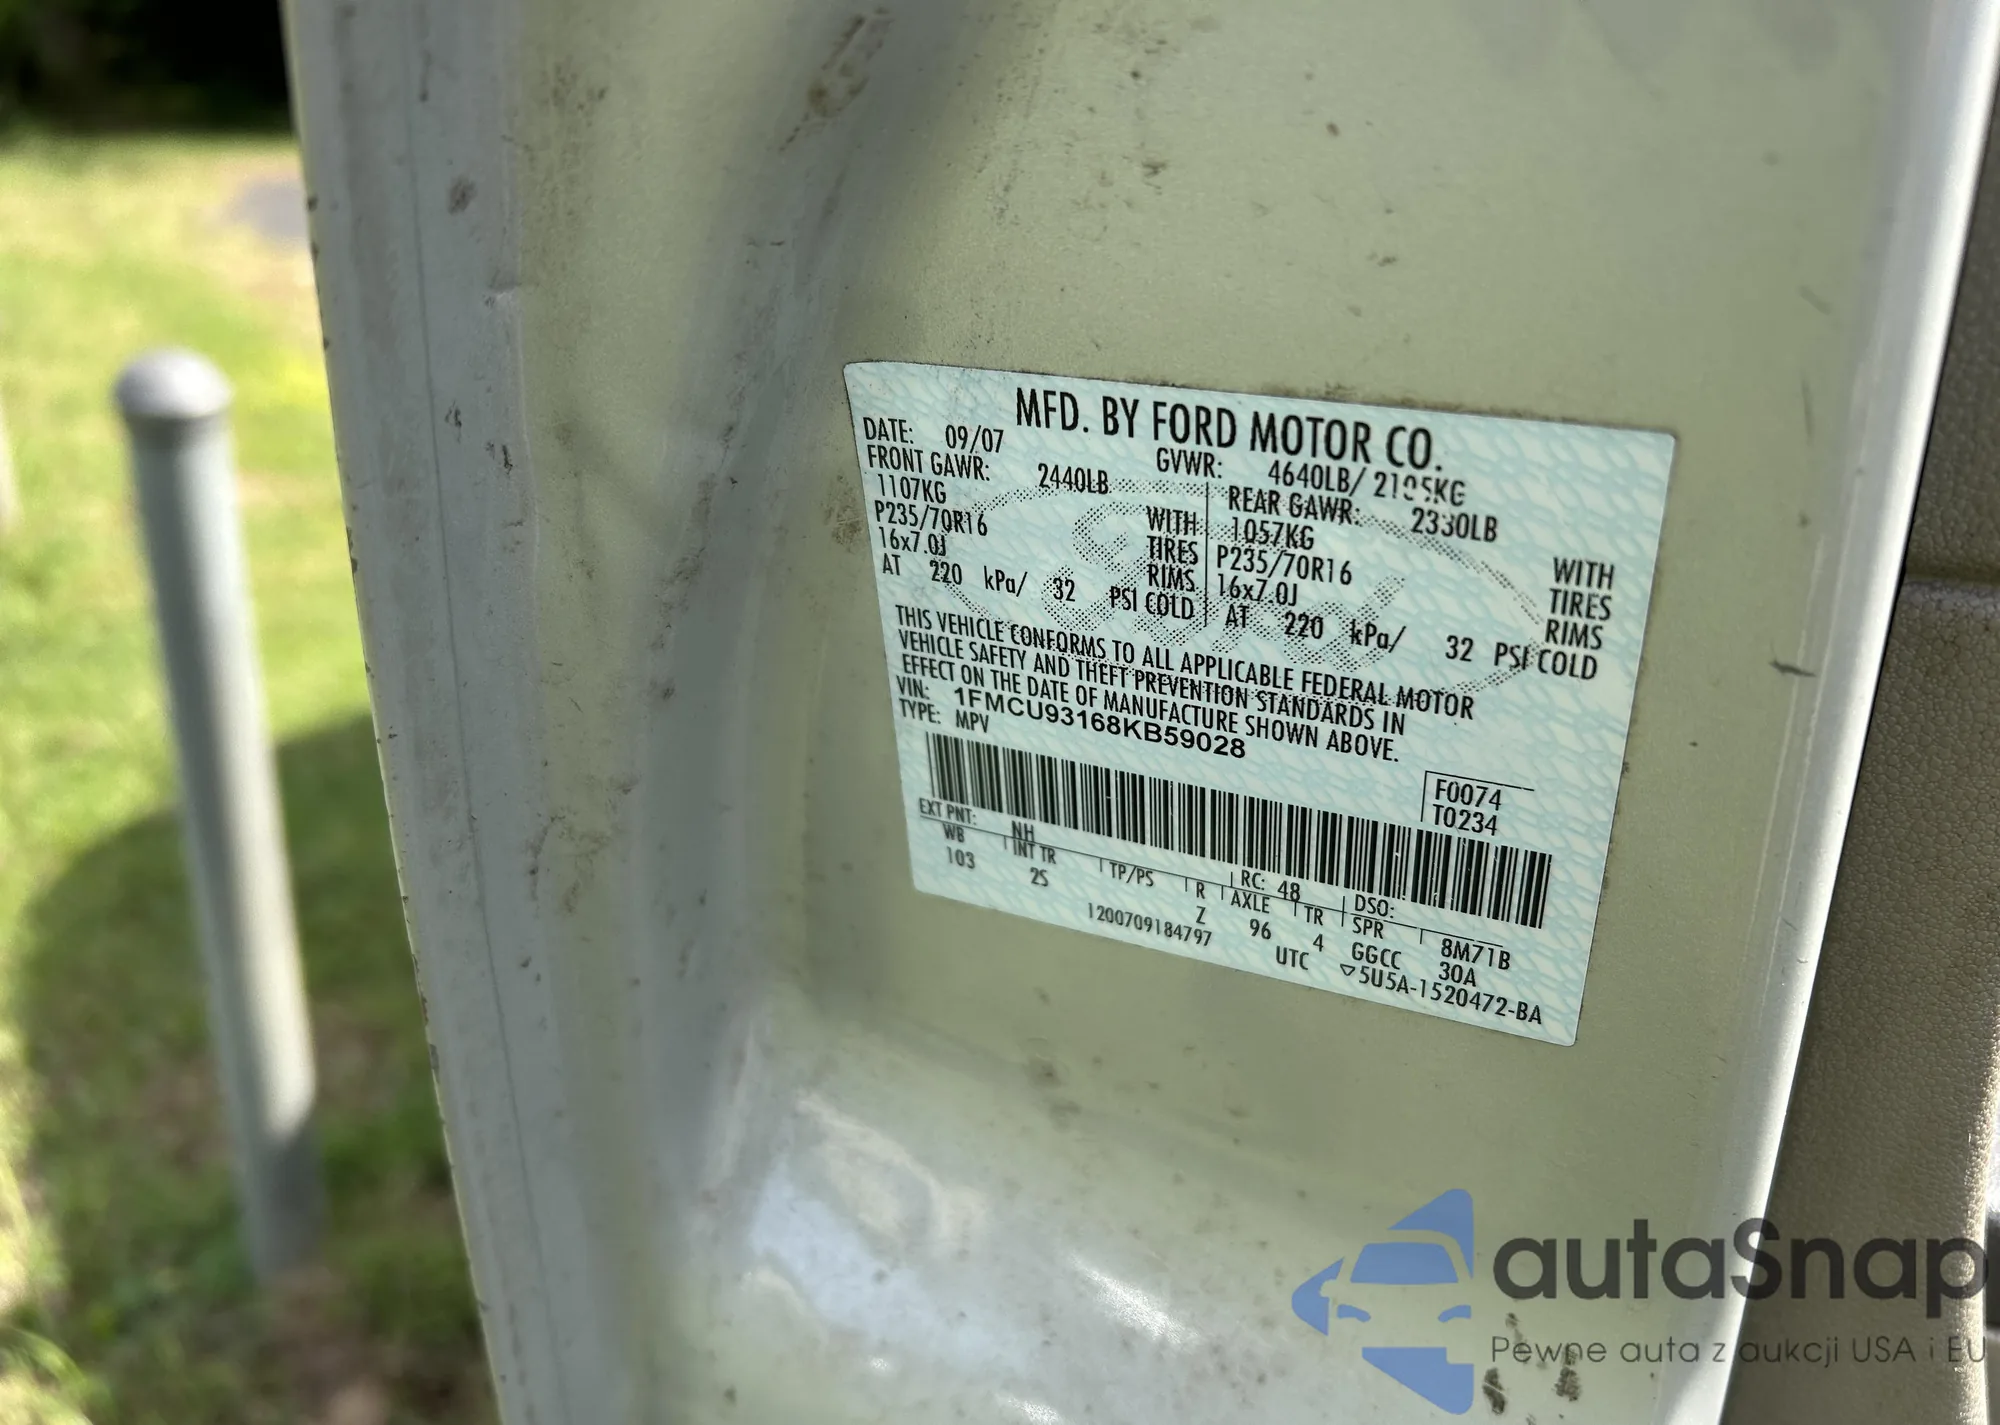 MFD. BY FORD MOTOR CO.
DATE: 09/07 GVWR: 4640LB/ 2105KG
FRONT GAWR: 2440LB REAR GAWR: 2330LB
1107KG WITH 1057KG WITH
P235/70R16 TIRES P235/70R16 TIRES
16x7.0J RIMS 16x7.0J RIMS
AT 220 kPa/ 32 PSI COLD AT 220 kPa/ 32 PSI COLD
THIS VEHICLE CONFORMS TO ALL APPLICABLE FEDERAL MOTOR
VEHICLE SAFETY AND THEFT PREVENTION STANDARDS IN
EFFECT ON THE DATE OF MANUFACTURE SHOWN ABOVE.
VIN: 1FMCU93168KB59028
TYPE: MPV
F0074
T0234
EXT PNT: NH RC: 48 DSO:
WB INT TR TP/PS R AXLE TR SPR 8M71B
103 2S Z 96 4 GGCC 30A
1200709184797 UTC ▽5U5A-1520472-BA
autaSnap
Pewne auta z aukcji USA i EU